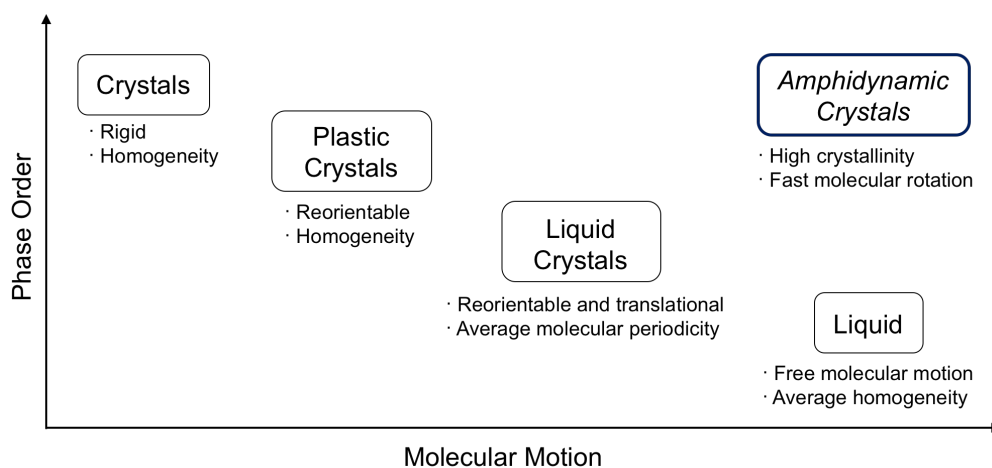 Crystals
· Rigid
· Homogeneity
Plastic
Crystals
· Reorientable
· Homogeneity
Liquid
Crystals
· Reorientable and translational
· Average molecular periodicity
Amphidynamic
Crystals
· High crystallinity
· Fast molecular rotation
Liquid
· Free molecular motion
· Average homogeneity
Phase Order
Molecular Motion